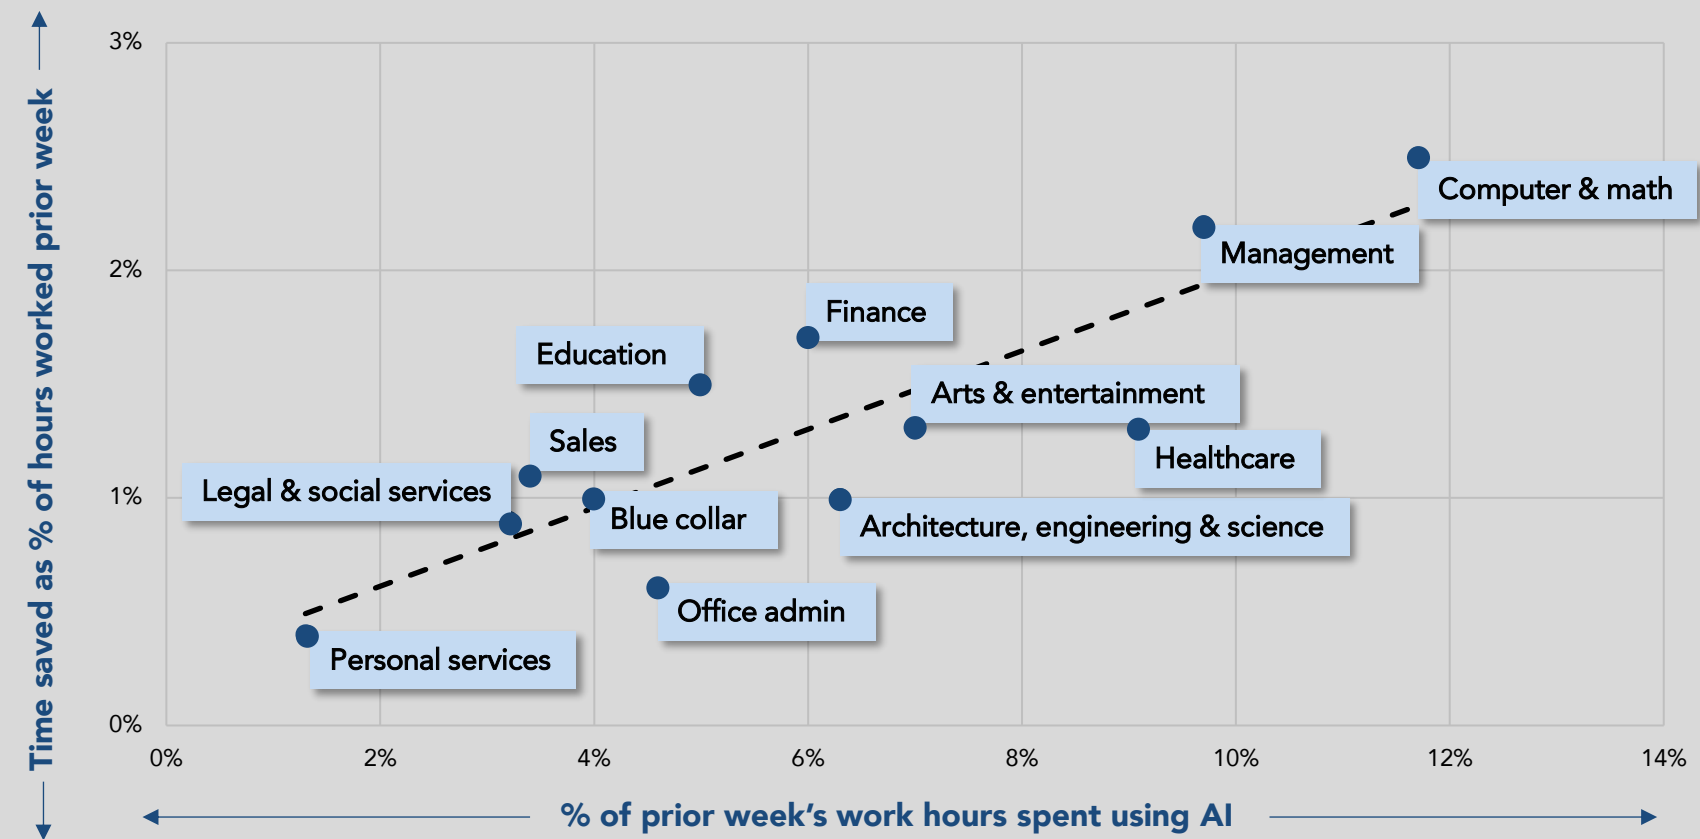 Time saved as % of hours worked prior week
3%
2%
1%
0%
Computer & math
Management
Finance
Education
Arts & entertainment
Sales
Healthcare
Legal & social services
Blue collar
Architecture, engineering & science
Office admin
Personal services
0%
2%
4%
6%
8%
10%
12%
14%
% of prior week’s work hours spent using AI